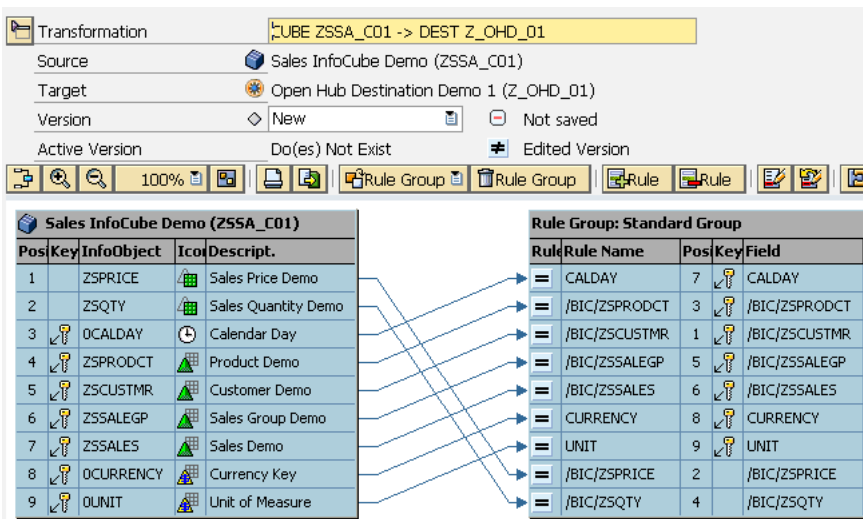 Transformation CUBE ZSSA_C01 -> DEST Z_OHD_01
Source Sales InfoCube Demo (ZSSA_C01)
Target Open Hub Destination Demo 1 (Z_OHD_01)
Version New Not saved
Active Version Do(es) Not Exist Edited Version
100% Rule Group Rule Group Rule Rule
Sales InfoCube Demo (ZSSA_C01) Rule Group: Standard Group
Posi Key InfoObject Icon Descript. Rule Rule Name Posi Key Field
1 ZSPRICE Sales Price Demo = CALDAY 7 CALDAY
2 ZSQTY Sales Quantity Demo = /BIC/ZSPRODCT 3 /BIC/ZSPRODCT
3 0CALDAY Calendar Day = /BIC/ZSCUSTMR 1 /BIC/ZSCUSTMR
4 ZSPRODCT Product Demo = /BIC/ZSSALEGP 5 /BIC/ZSSALEGP
5 ZSCUSTMR Customer Demo = /BIC/ZSSALES 6 /BIC/ZSSALES
6 ZSSALEGP Sales Group Demo = CURRENCY 8 CURRENCY
7 ZSSALES Sales Demo = UNIT 9 UNIT
8 0CURRENCY Currency Key = /BIC/ZSPRICE 2 /BIC/ZSPRICE
9 0UNIT Unit of Measure = /BIC/ZSQTY 4 /BIC/ZSQTY